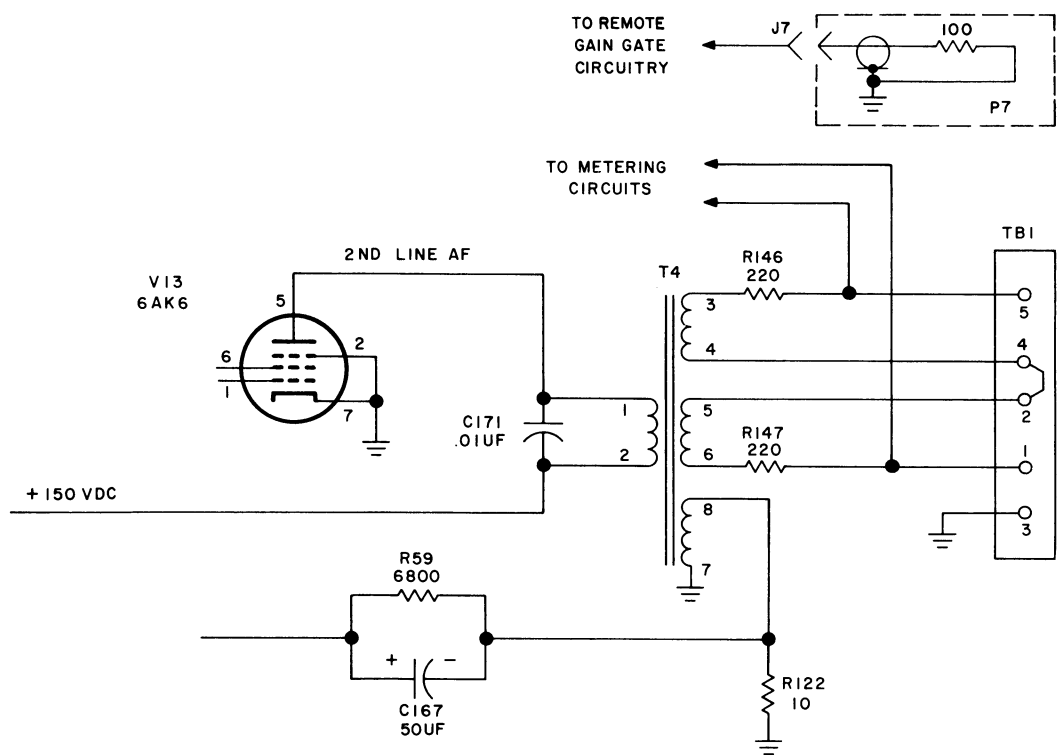 TO REMOTE
GAIN GATE
CIRCUITRY
J7
100
P7
TO METERING
CIRCUITS
TB1
2ND LINE AF
V13
6AK6
5
6
1
2
7
T4
R146
220
3
4
5
4
2
1
3
C171
.01UF
1
2
5
6
R147
220
8
7
+150 VDC
R59
6800
+ -
C167
50UF
R122
10